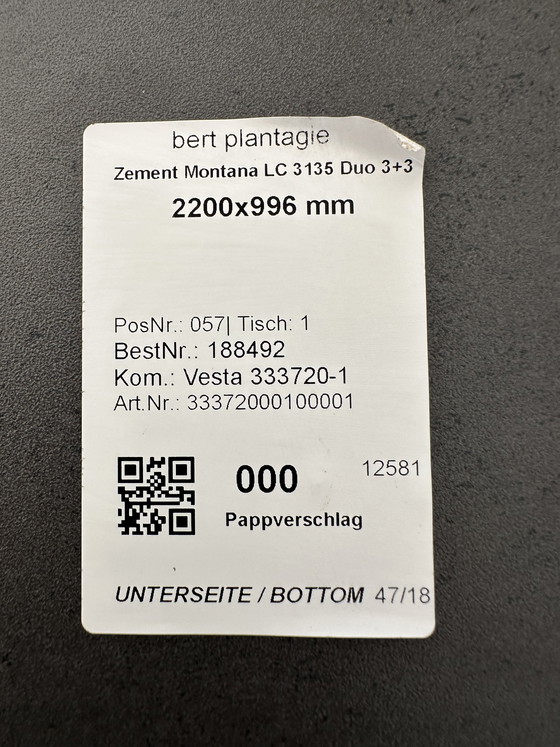 bert plantagie
Zement Montana LC 3135 Duo 3+3
2200x996 mm
PosNr.: 057| Tisch: 1
BestNr.: 188492
Kom.: Vesta 333720-1
Art.Nr.: 33372000100001
000 12581
Pappverschlag
UNTERSEITE / BOTTOM 47/18